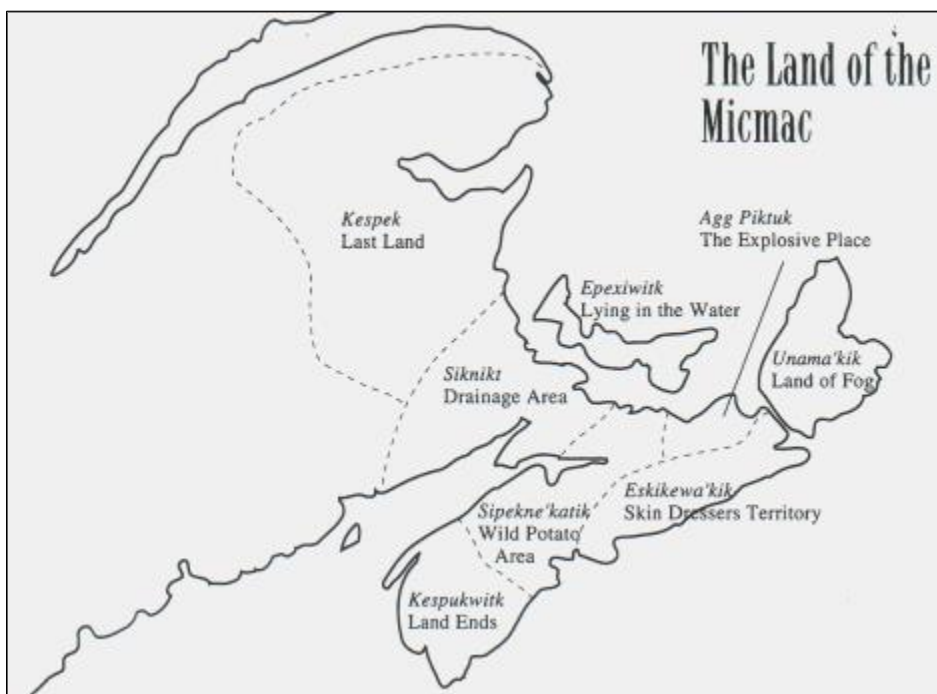 The Land of the
Micmac
Kespek
Last Land
Agg Piktuk
The Explosive Place
Epexiwitk
Lying in the Water
Unama'kik
Land of Fog
Siknikt
Drainage Area
Sipekne'katik
Wild Potato
Area
Eskikewa'kik
Skin Dressers Territory
Kespukwitk
Land Ends